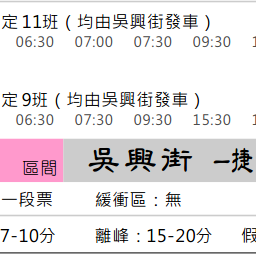 定 11班 ( 均由吳興街發車 )
06:30 07:00 07:30 09:30
定 9班 ( 均由吳興街發車 )
06:30 07:30 09:30 15:30
區間 吳興街 一捷
一段票 緩衝區：無
7-10分 離峰：15-20分 假